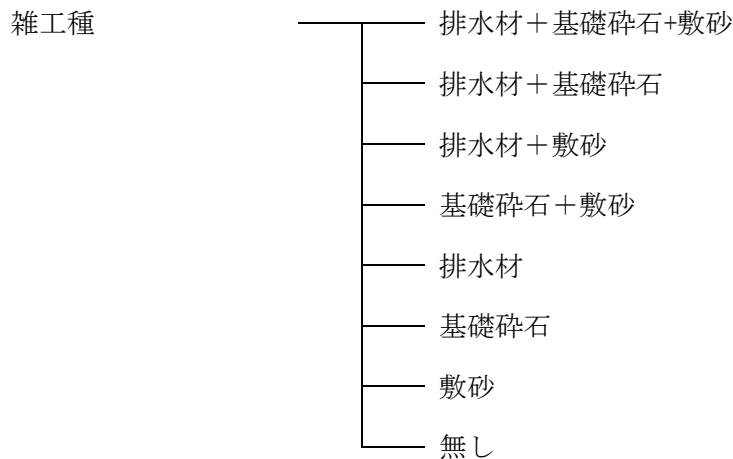 雑工種
排水材＋基礎砕石+敷砂
排水材＋基礎砕石
排水材＋敷砂
基礎砕石＋敷砂
排水材
基礎砕石
敷砂
無し